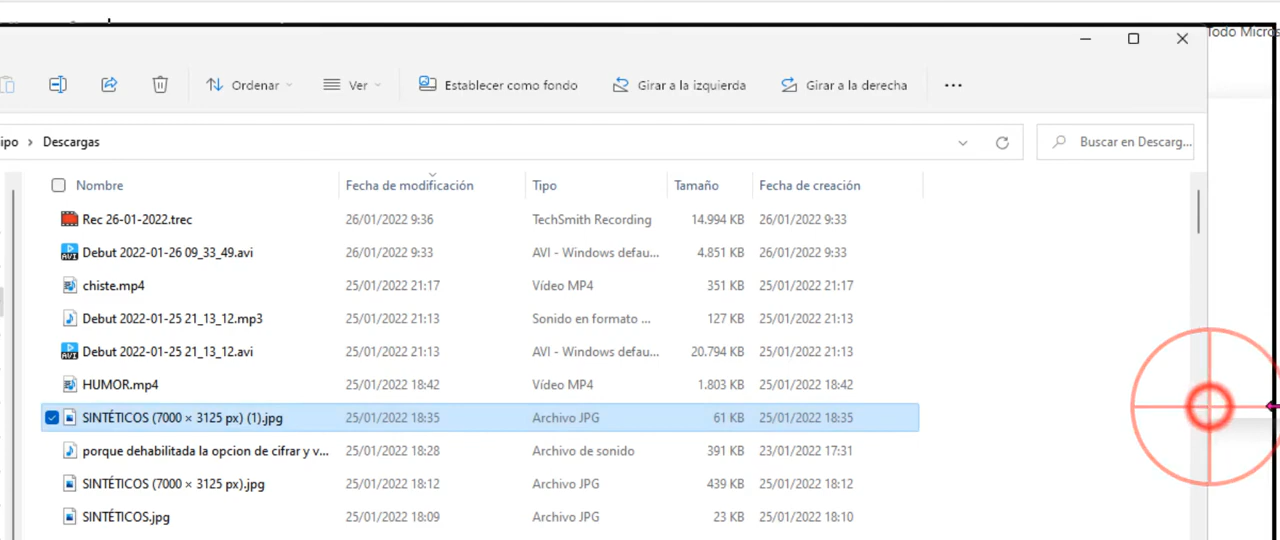 Todo Micros
Ordenar Ver Establecer como fondo Girar a la izquierda Girar a la derecha ...
ipo > Descargas Buscar en Descarg...
Nombre Fecha de modificación Tipo Tamaño Fecha de creación
Rec 26-01-2022.trec 26/01/2022 9:36 TechSmith Recording 14.994 KB 26/01/2022 9:33
Debut 2022-01-26 09_33_49.avi 26/01/2022 9:33 AVI - Windows defau... 4.851 KB 26/01/2022 9:33
chiste.mp4 25/01/2022 21:17 Vídeo MP4 351 KB 25/01/2022 21:17
Debut 2022-01-25 21_13_12.mp3 25/01/2022 21:13 Sonido en formato ... 127 KB 25/01/2022 21:13
Debut 2022-01-25 21_13_12.avi 25/01/2022 21:13 AVI - Windows defau... 20.794 KB 25/01/2022 21:13
HUMOR.mp4 25/01/2022 18:42 Vídeo MP4 1.803 KB 25/01/2022 18:42
SINTÉTICOS (7000 × 3125 px) (1).jpg 25/01/2022 18:35 Archivo JPG 61 KB 25/01/2022 18:35
porque dehabilitada la opcion de cifrar y v... 25/01/2022 18:28 Archivo de sonido 391 KB 23/01/2022 17:31
SINTÉTICOS (7000 × 3125 px).jpg 25/01/2022 18:12 Archivo JPG 439 KB 25/01/2022 18:12
SINTÉTICOS.jpg 25/01/2022 18:09 Archivo JPG 23 KB 25/01/2022 18:10